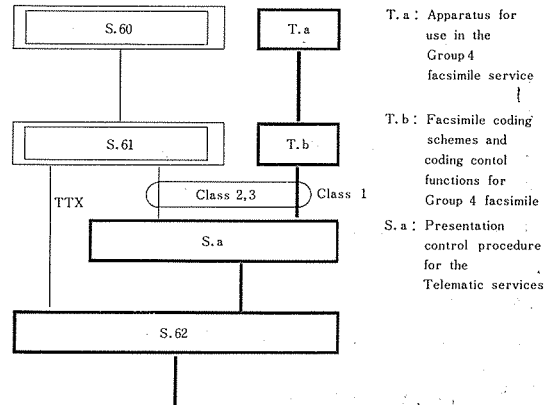 S.60
T.a
T.a: Apparatus for
use in the
Group 4
facsimile service
S.61
T.b
T.b: Facsimile coding
schemes and
coding contol
functions for
Group 4 facsimile
TTX
Class 2,3
Class 1
S.a
S.a: Presentation
control procedure
for the
Telematic services
S.62